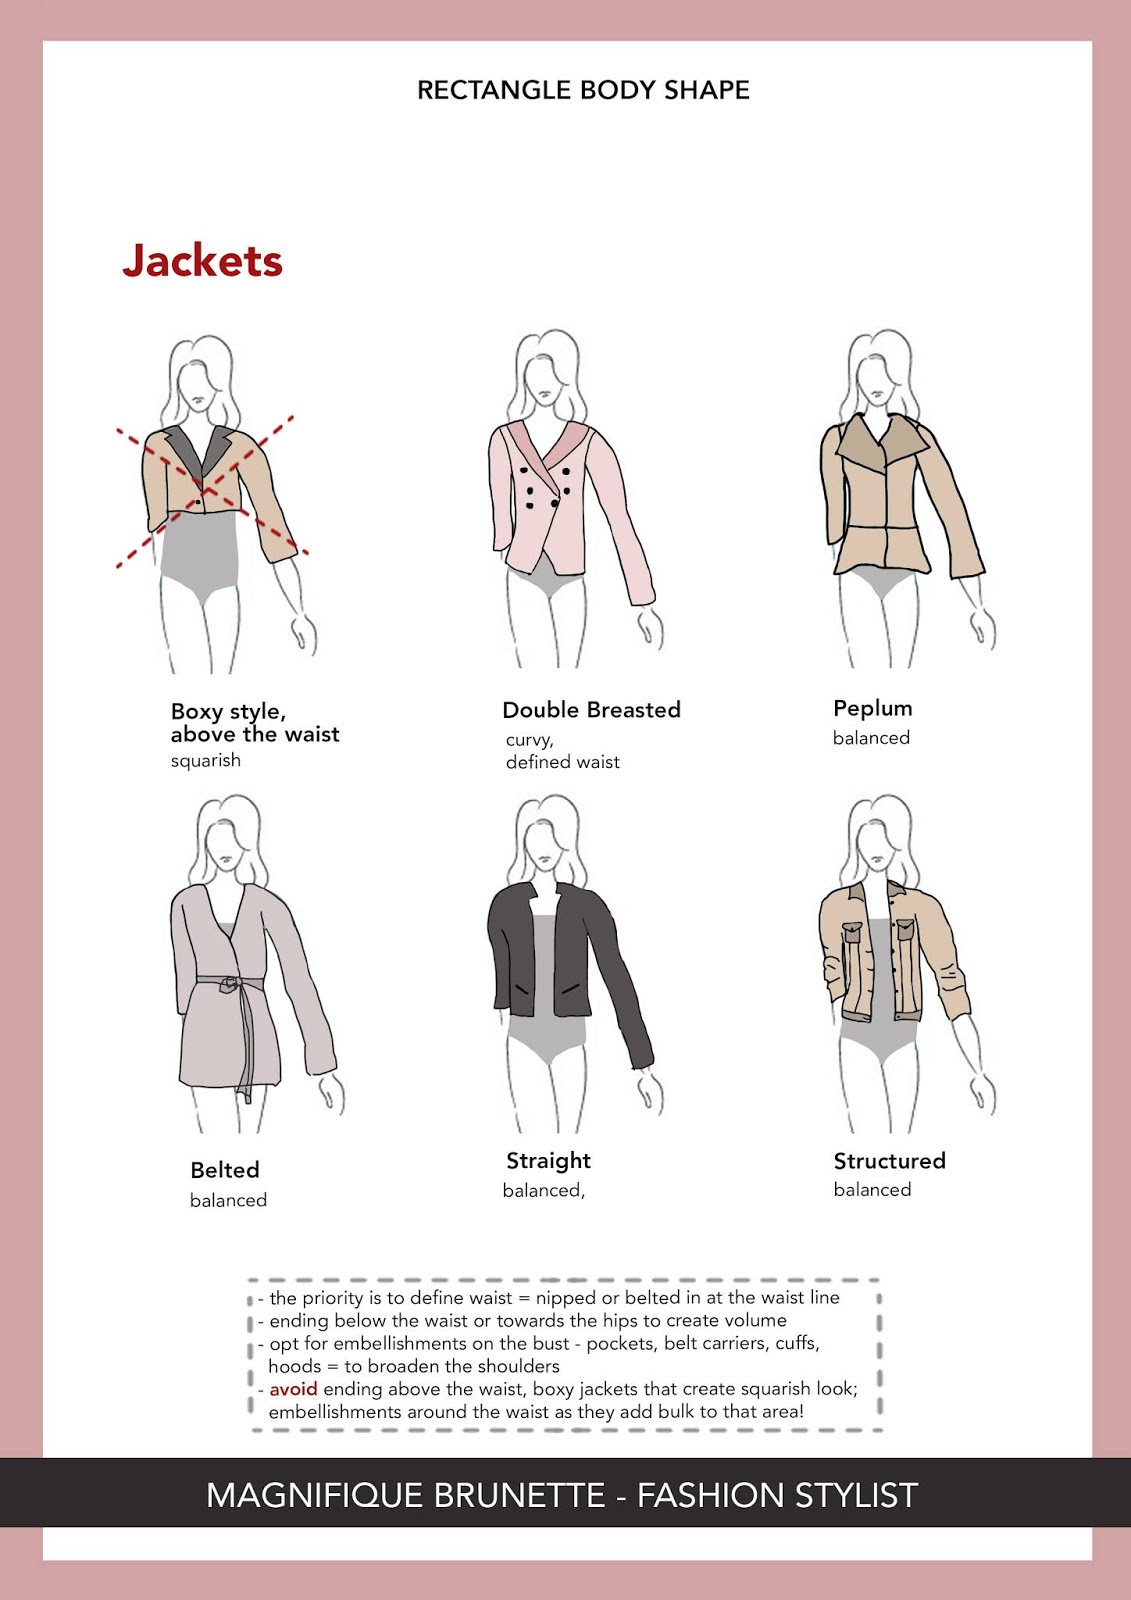 RECTANGLE BODY SHAPE
Jackets
Boxy style,
above the waist
squarish
Double Breasted
curvy,
defined waist
Peplum
balanced
Belted
balanced
Straight
balanced,
Structured
balanced
- the priority is to define waist = nipped or belted in at the waist line
- ending below the waist or towards the hips to create volume
- opt for embellishments on the bust - pockets, belt carriers, cuffs,
hoods = to broaden the shoulders
- avoid ending above the waist, boxy jackets that create squarish look;
embellishments around the waist as they add bulk to that area!
MAGNIFIQUE BRUNETTE - FASHION STYLIST